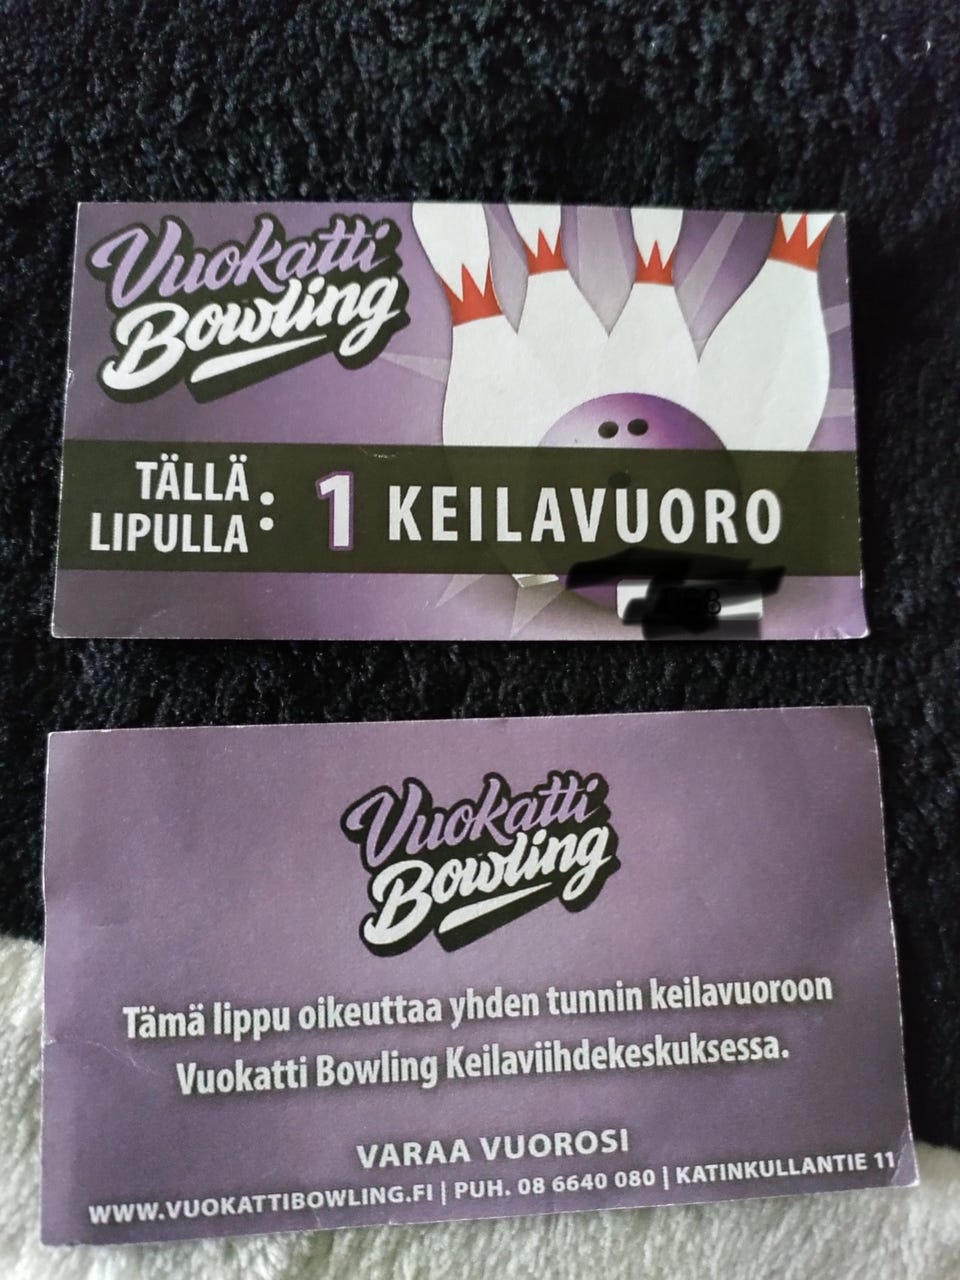 Vuokatti
Bowling
TÄLLÄ
LIPULLA: 1 KEILAVUORO
Vuokatti
Bowling
Tämä lippu oikeuttaa yhden tunnin keilavuoroon
Vuokatti Bowling Keilaviihdekeskuksessa.
VARAA VUOROSI
WWW.VUOKATTIBOWLING.FI | PUH. 08 6640 080 | KATINKULLANTIE 11